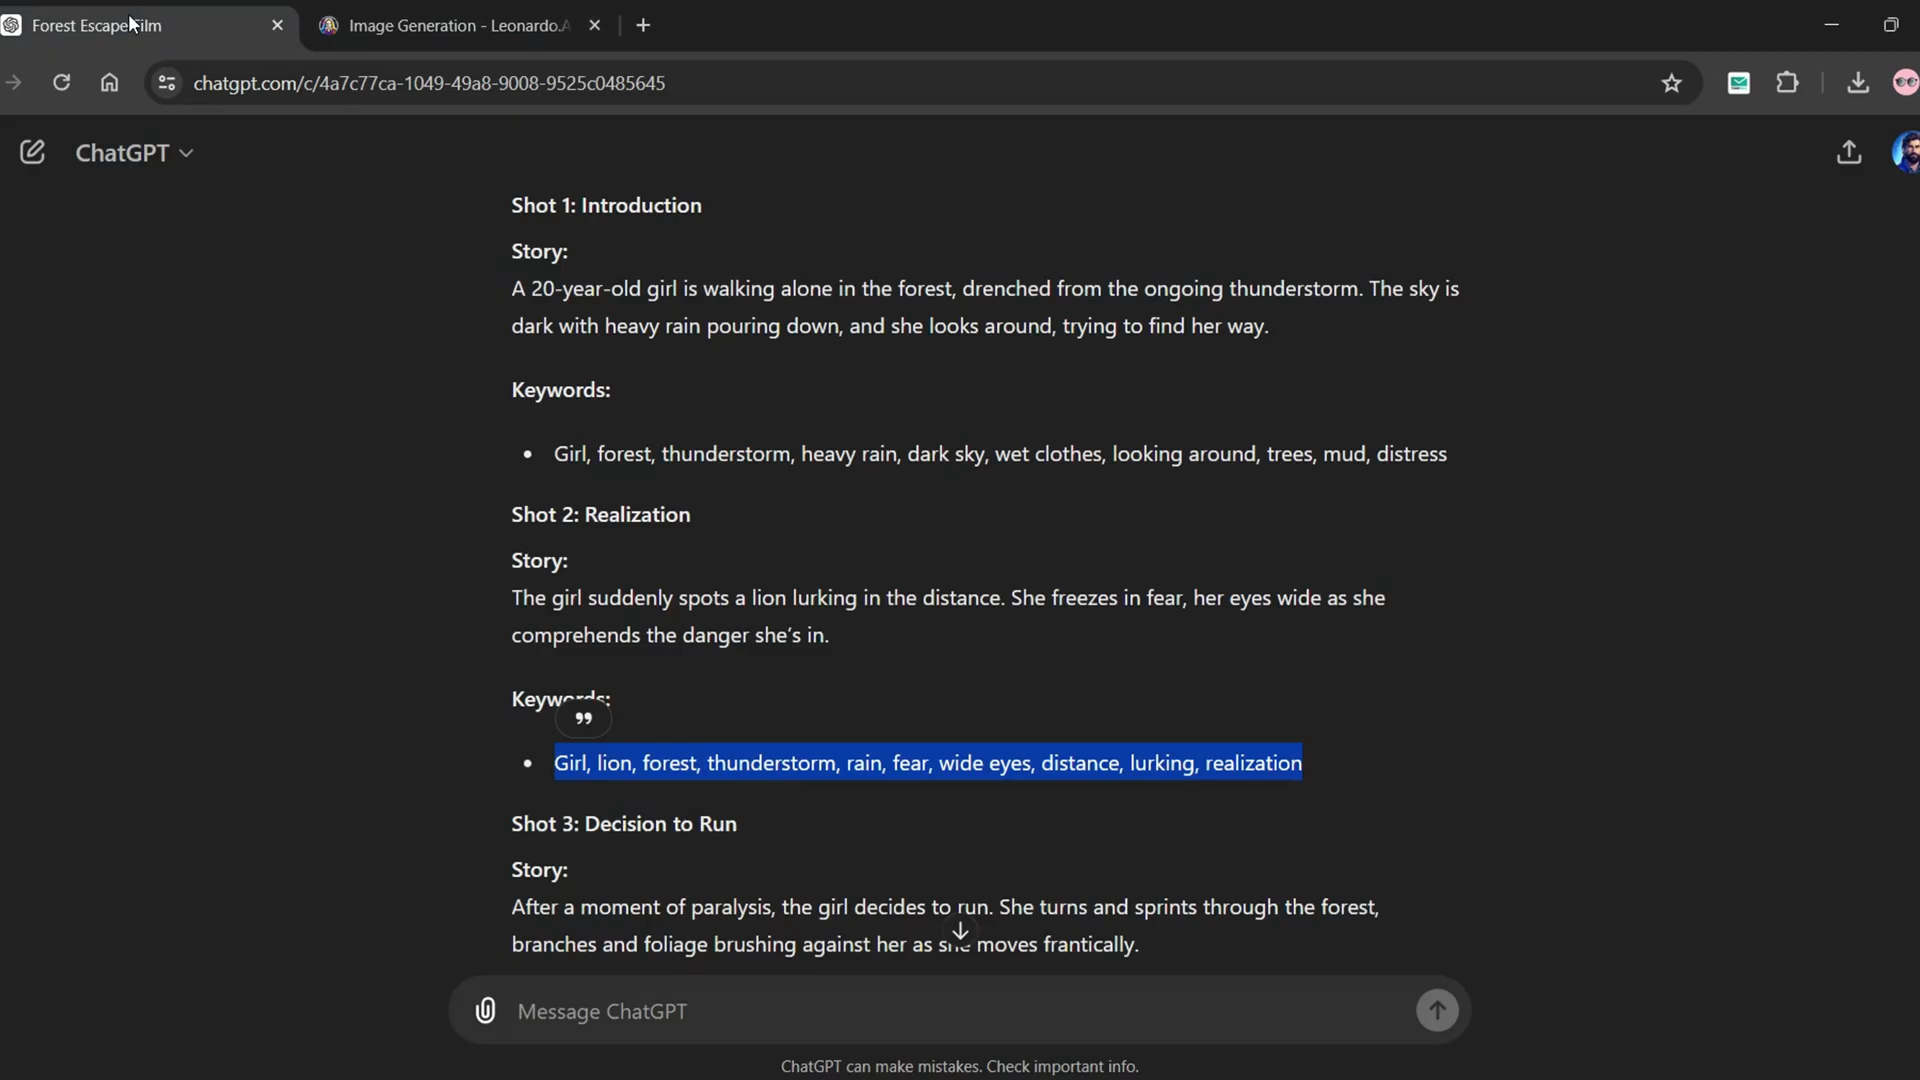 Forest Escape Film
Image Generation - Leonardo.A
chatgpt.com/c/4a7c77ca-1049-49a8-9008-9525c0485645
ChatGPT
Shot 1: Introduction
Story:
A 20-year-old girl is walking alone in the forest, drenched from the ongoing thunderstorm. The sky is
dark with heavy rain pouring down, and she looks around, trying to find her way.
Keywords:
• Girl, forest, thunderstorm, heavy rain, dark sky, wet clothes, looking around, trees, mud, distress
Shot 2: Realization
Story:
The girl suddenly spots a lion lurking in the distance. She freezes in fear, her eyes wide as she
comprehends the danger she's in.
Keywords:
• Girl, lion, forest, thunderstorm, rain, fear, wide eyes, distance, lurking, realization
Shot 3: Decision to Run
Story:
After a moment of paralysis, the girl decides to run. She turns and sprints through the forest,
branches and foliage brushing against her as she moves frantically.
Message ChatGPT
ChatGPT can make mistakes. Check important info.